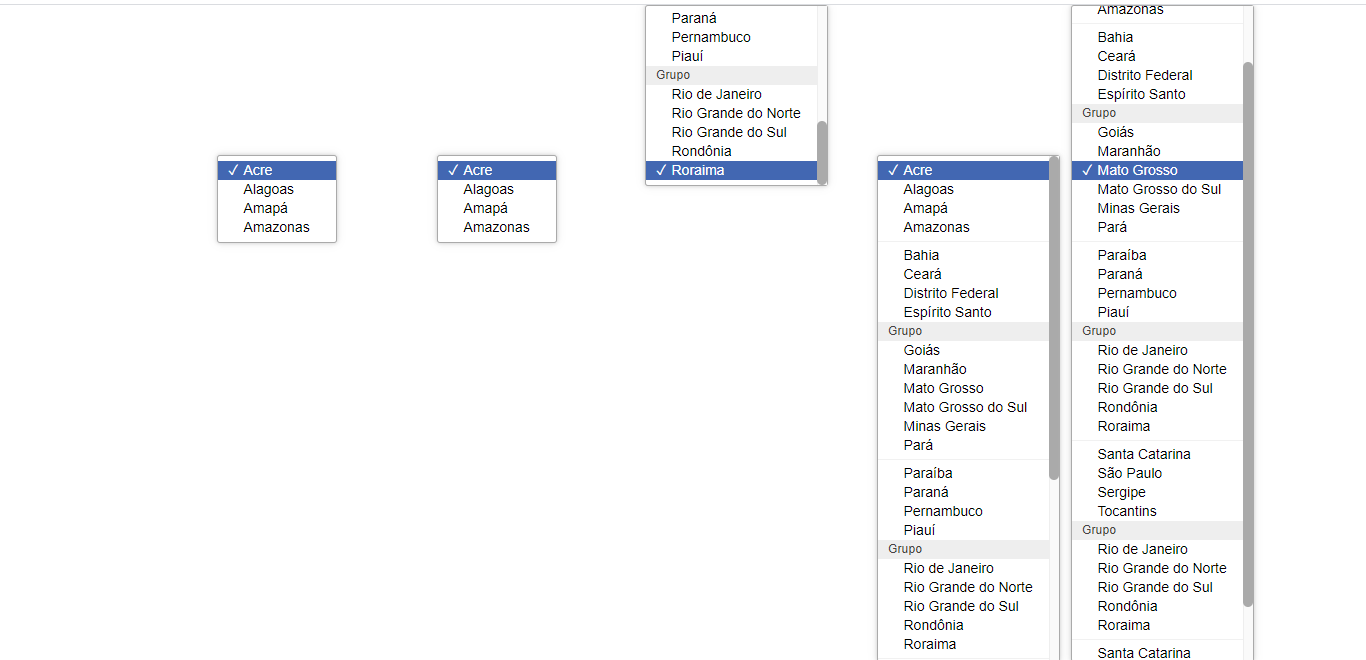 ✓ Acre
Alagoas
Amapá
Amazonas
✓ Acre
Alagoas
Amapá
Amazonas
Paraná
Pernambuco
Piauí
Grupo
Rio de Janeiro
Rio Grande do Norte
Rio Grande do Sul
Rondônia
✓ Roraima
✓ Acre
Alagoas
Amapá
Amazonas
Bahia
Ceará
Distrito Federal
Espírito Santo
Grupo
Goiás
Maranhão
Mato Grosso
Mato Grosso do Sul
Minas Gerais
Pará
Paraíba
Paraná
Pernambuco
Piauí
Grupo
Rio de Janeiro
Rio Grande do Norte
Rio Grande do Sul
Rondônia
Roraima
Amazonas
Bahia
Ceará
Distrito Federal
Espírito Santo
Grupo
Goiás
Maranhão
✓ Mato Grosso
Mato Grosso do Sul
Minas Gerais
Pará
Paraíba
Paraná
Pernambuco
Piauí
Grupo
Rio de Janeiro
Rio Grande do Norte
Rio Grande do Sul
Rondônia
Roraima
Santa Catarina
São Paulo
Sergipe
Tocantins
Grupo
Rio de Janeiro
Rio Grande do Norte
Rio Grande do Sul
Rondônia
Roraima
Santa Catarina